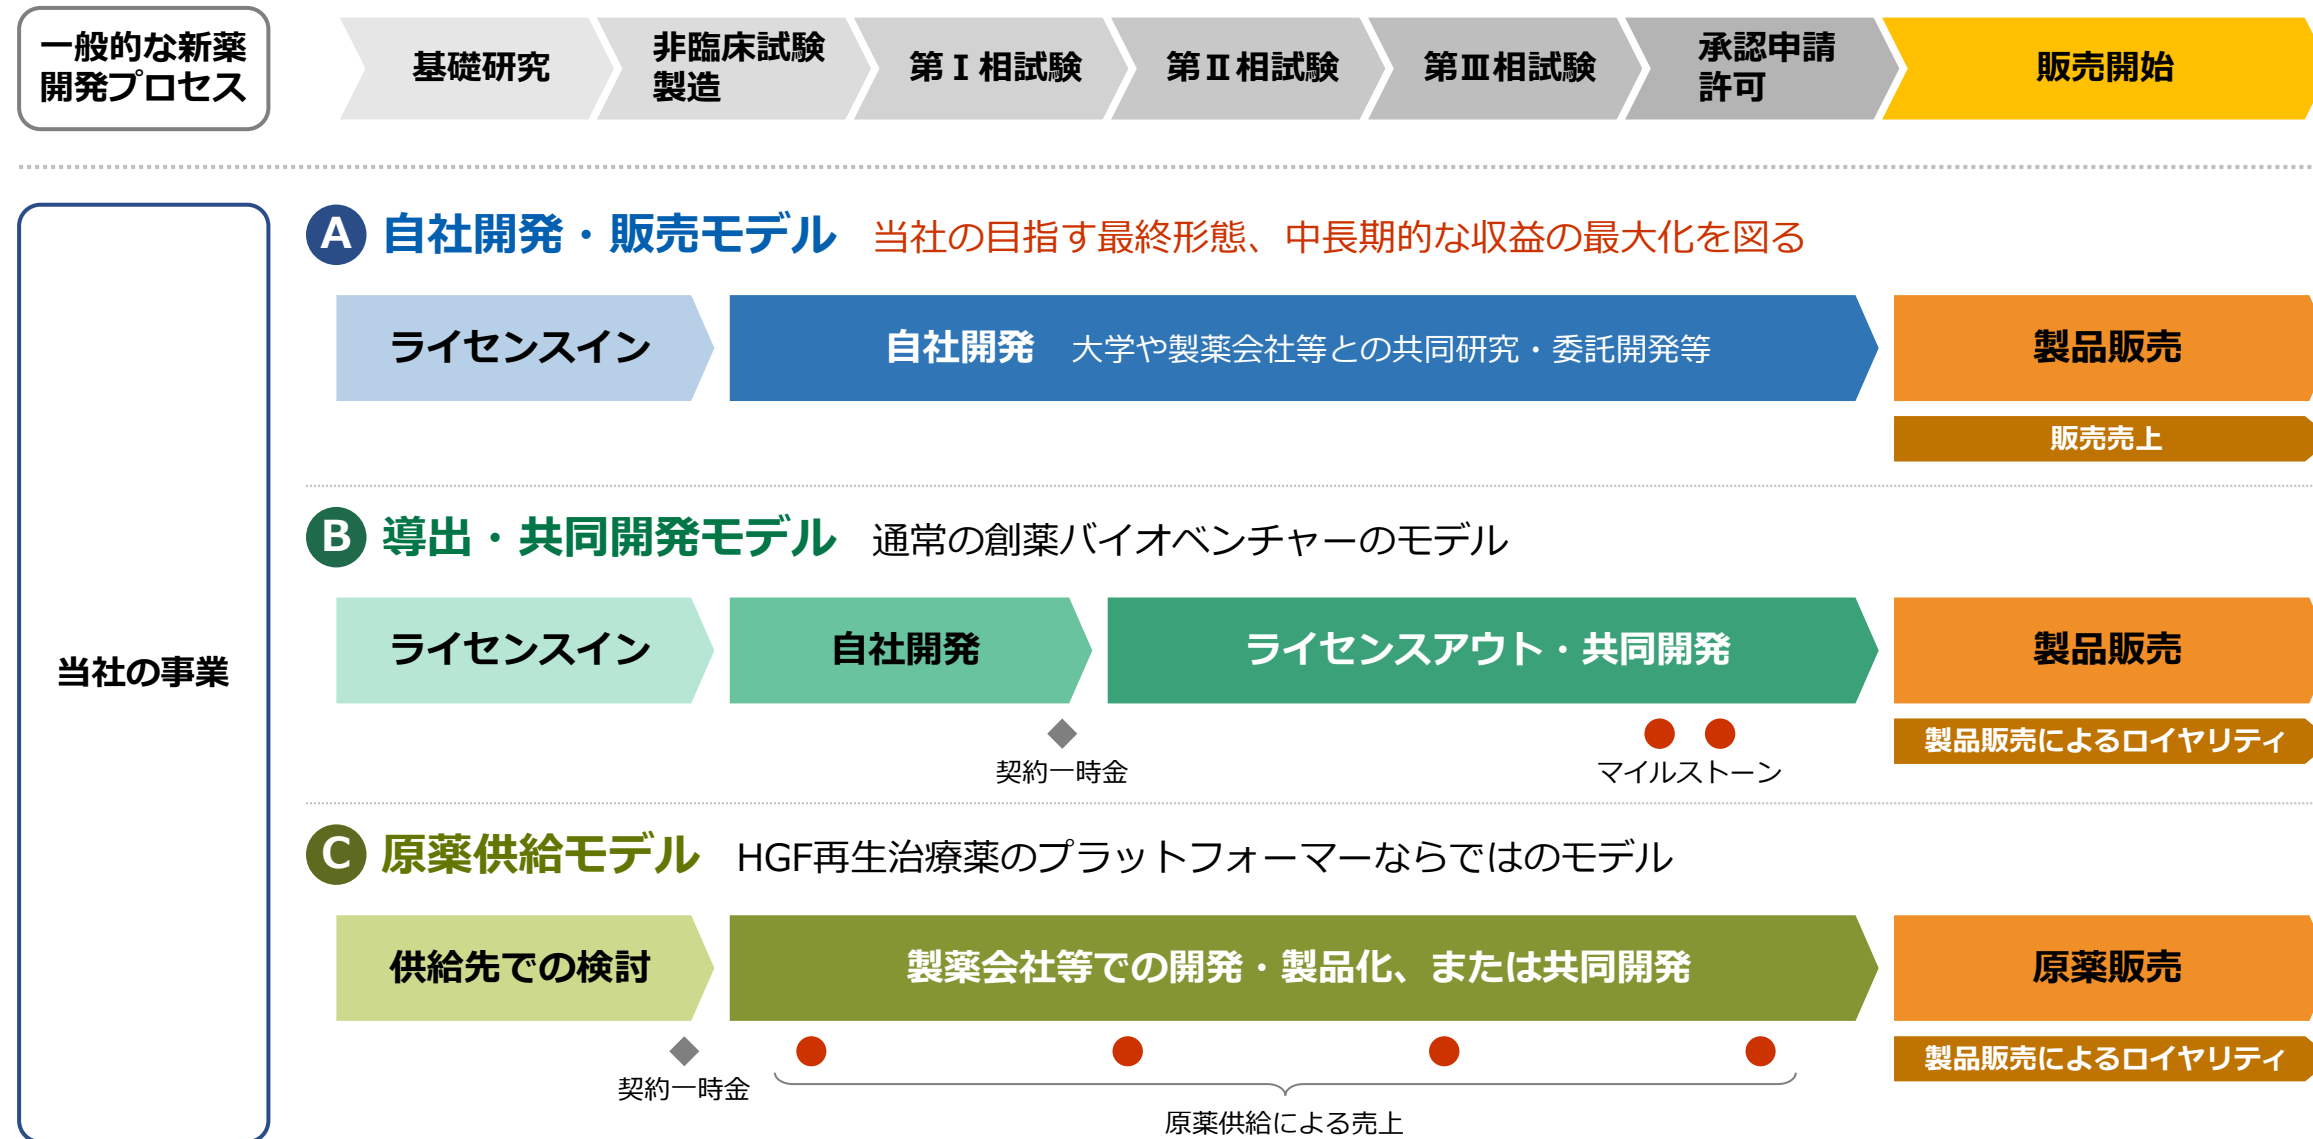 一般的な新薬
開発プロセス
基礎研究
非臨床試験
製造
第Ⅰ相試験
第Ⅱ相試験
第Ⅲ相試験
承認申請
許可
販売開始
当社の事業
A 自社開発・販売モデル 当社の目指す最終形態、中長期的な収益の最大化を図る
ライセンスイン
自社開発 大学や製薬会社等との共同研究・委託開発等
製品販売
販売売上
B 導出・共同開発モデル 通常の創薬バイオベンチャーのモデル
ライセンスイン
自社開発
ライセンスアウト・共同開発
製品販売
契約一時金
マイルストーン
製品販売によるロイヤリティ
C 原薬供給モデル HGF再生治療薬のプラットフォーマーならではのモデル
供給先での検討
製薬会社等での開発・製品化、または共同開発
原薬販売
契約一時金
原薬供給による売上
製品販売によるロイヤリティ